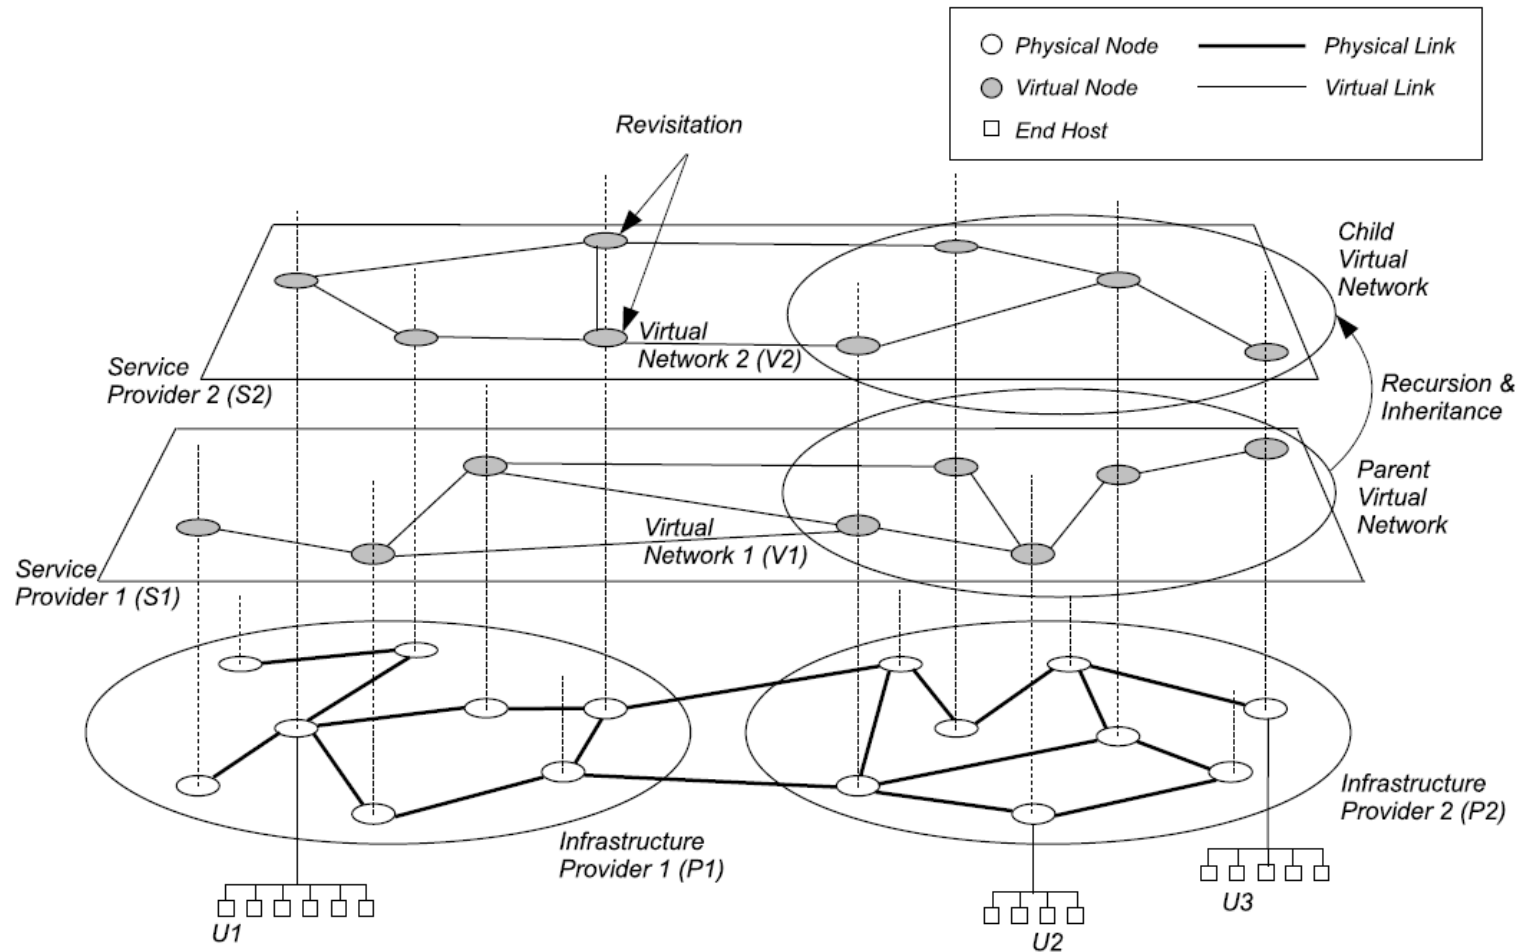 Physical Node
Physical Link
Virtual Node
Virtual Link
End Host
Revisitation
Child
Virtual
Network
Virtual
Network 2 (V2)
Service
Provider 2 (S2)
Recursion &
Inheritance
Parent
Virtual
Network
Virtual
Network 1 (V1)
Service
Provider 1 (S1)
Infrastructure
Provider 2 (P2)
Infrastructure
Provider 1 (P1)
U1
U2
U3